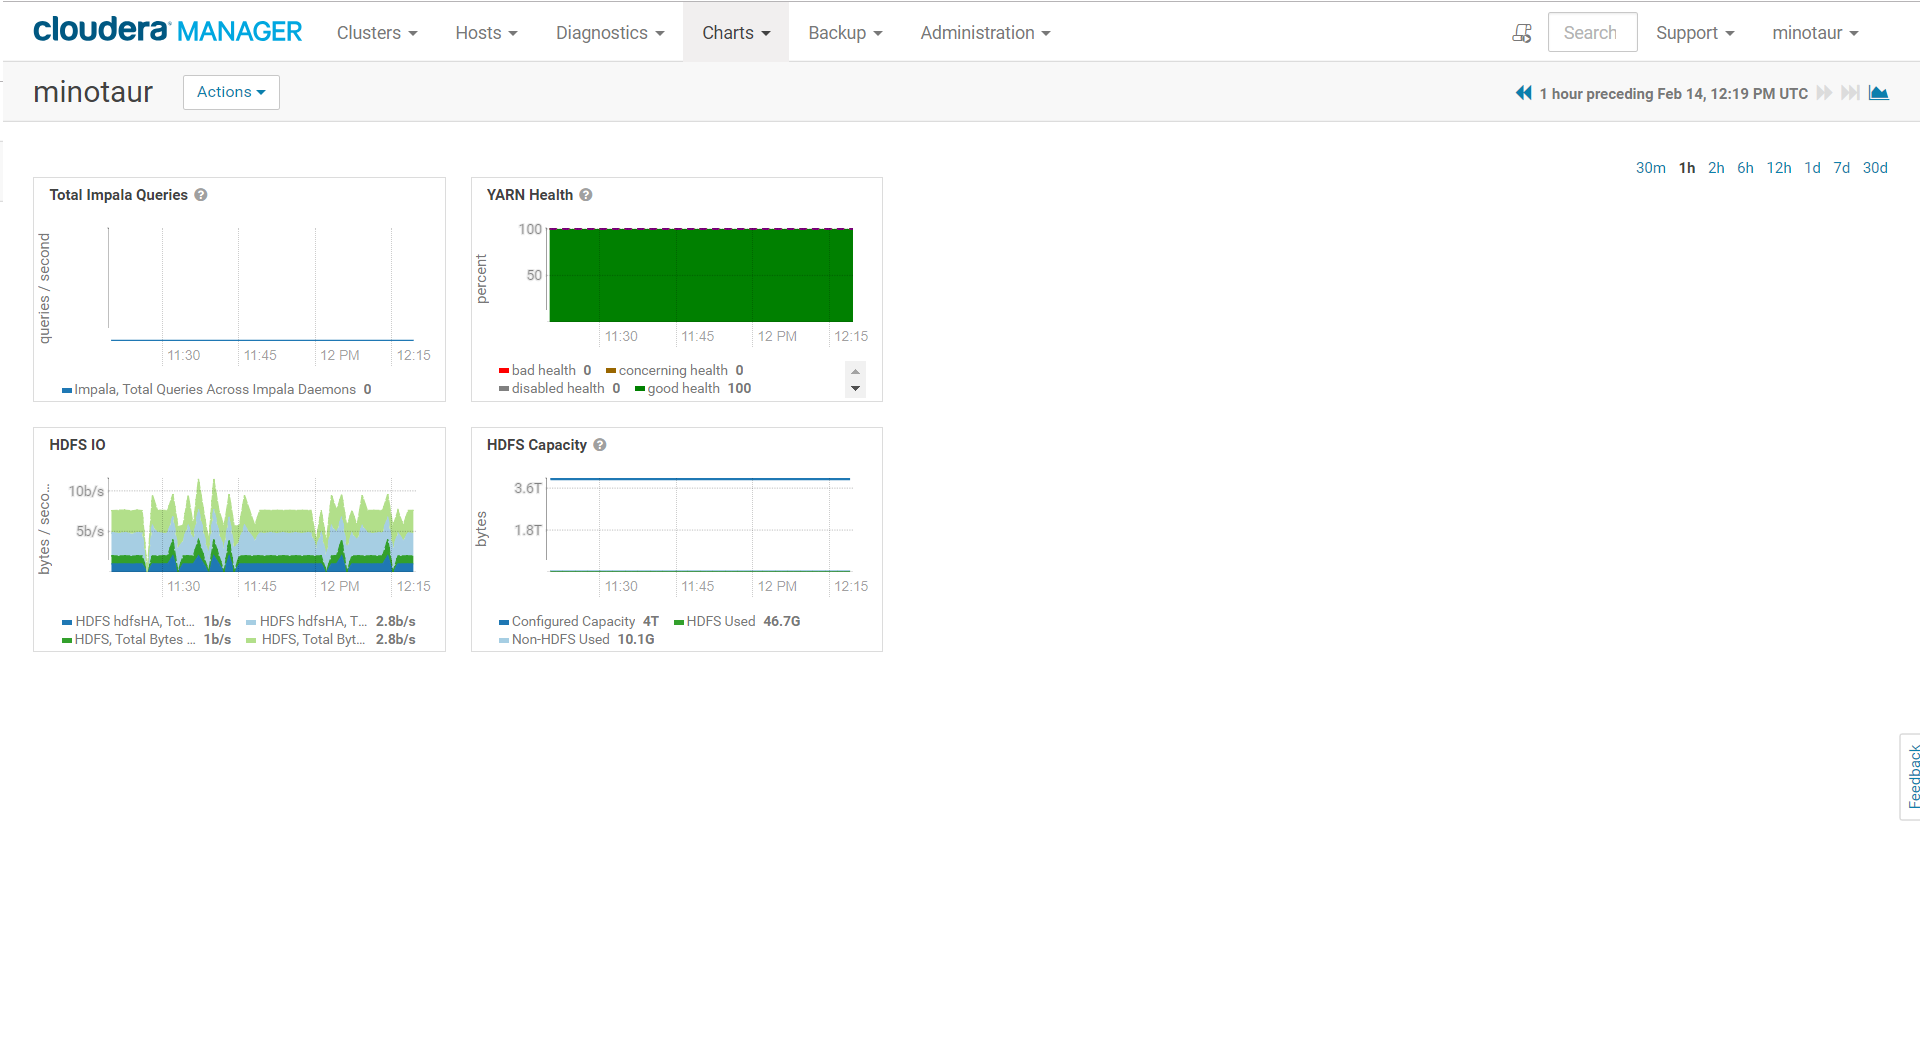 cloudera MANAGER Clusters Hosts Diagnostics Charts Backup Administration Search Support minotaur
minotaur Actions 1 hour preceding Feb 14, 12:19 PM UTC
30m 1h 2h 6h 12h 1d 7d 30d
Total Impala Queries
queries / second
11:30 11:45 12 PM 12:15
Impala, Total Queries Across Impala Daemons 0
YARN Health
percent
100
50
11:30 11:45 12 PM 12:15
bad health 0 concerning health 0
disabled health 0 good health 100
HDFS IO
bytes / seco...
10b/s
5b/s
11:30 11:45 12 PM 12:15
HDFS hdfsHA, Tot... 1b/s HDFS hdfsHA, T... 2.8b/s
HDFS, Total Bytes ... 1b/s HDFS, Total Byt... 2.8b/s
HDFS Capacity
bytes
3.6T
1.8T
11:30 11:45 12 PM 12:15
Configured Capacity 4T HDFS Used 46.7G
Non-HDFS Used 10.1G
Feedback